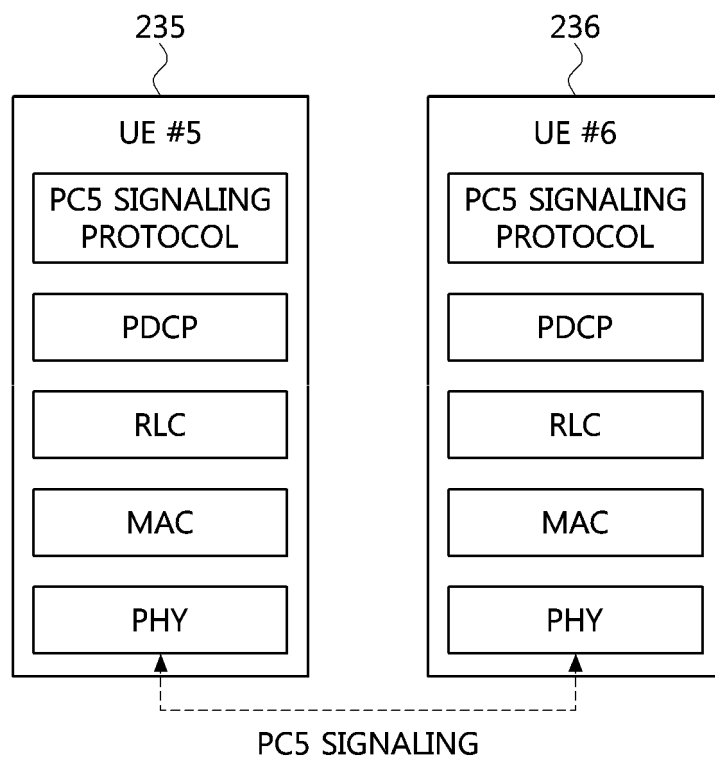 235
236
UE #5
UE #6
PC5 SIGNALING
PROTOCOL
PC5 SIGNALING
PROTOCOL
PDCP
PDCP
RLC
RLC
MAC
MAC
PHY
PHY
PC5 SIGNALING